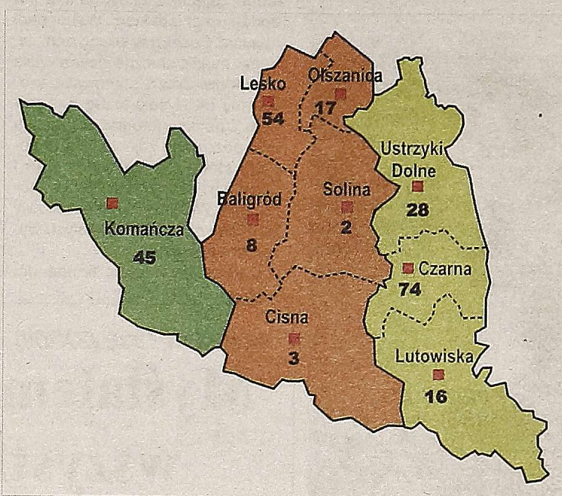 Lesko
54
Olszanica
17
Ustrzyki
Dolne
28
Baligród
8
Solina
2
Komańcza
45
Czarna
74
Cisna
3
Lutowiska
16